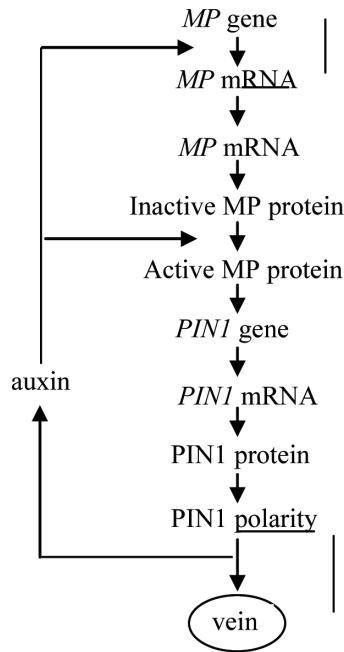 MP gene
MP mRNA
MP mRNA
Inactive MP protein
Active MP protein
PIN1 gene
auxin
PIN1 mRNA
PIN1 protein
PIN1 polarity
vein